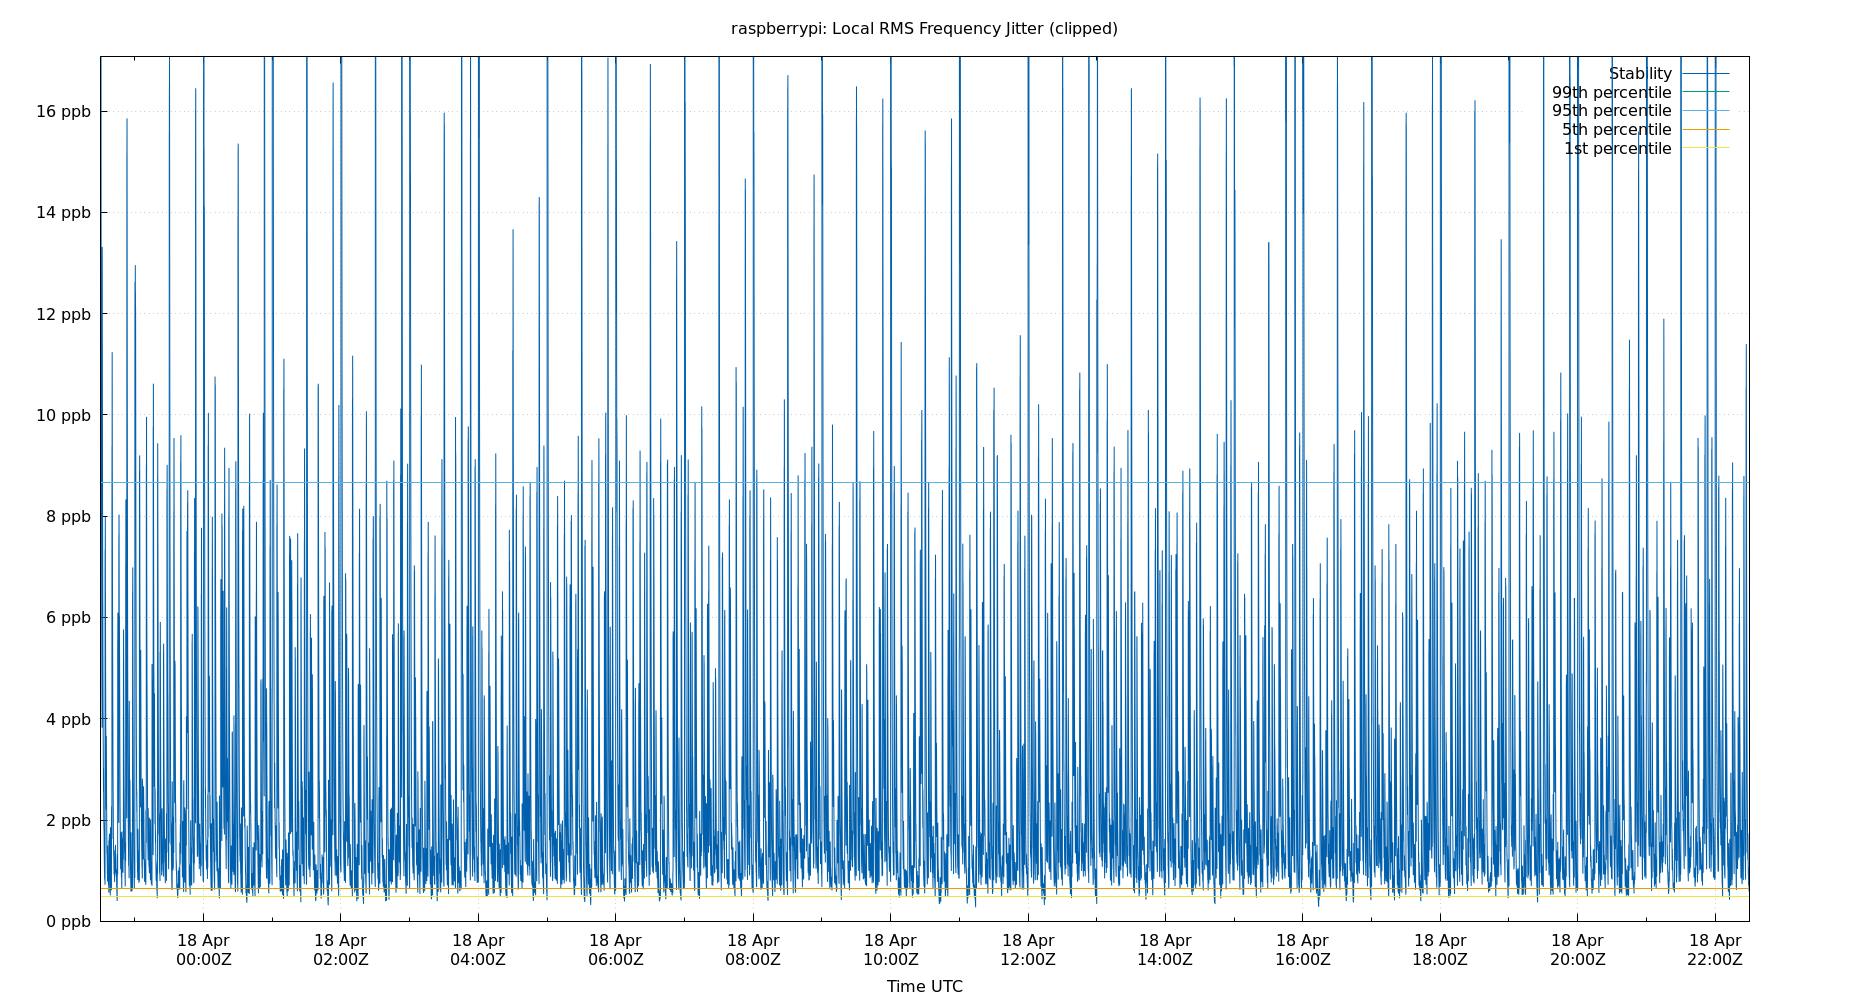 raspberrypi: Local RMS Frequency Jitter (clipped)
Stability
99th percentile
95th percentile
5th percentile
1st percentile
16 ppb
14 ppb
12 ppb
10 ppb
8 ppb
6 ppb
4 ppb
2 ppb
0 ppb
18 Apr 18 Apr 18 Apr 18 Apr 18 Apr 18 Apr 18 Apr 18 Apr 18 Apr 18 Apr 18 Apr 18 Apr
00:00Z 02:00Z 04:00Z 06:00Z 08:00Z 10:00Z 12:00Z 14:00Z 16:00Z 18:00Z 20:00Z 22:00Z
Time UTC